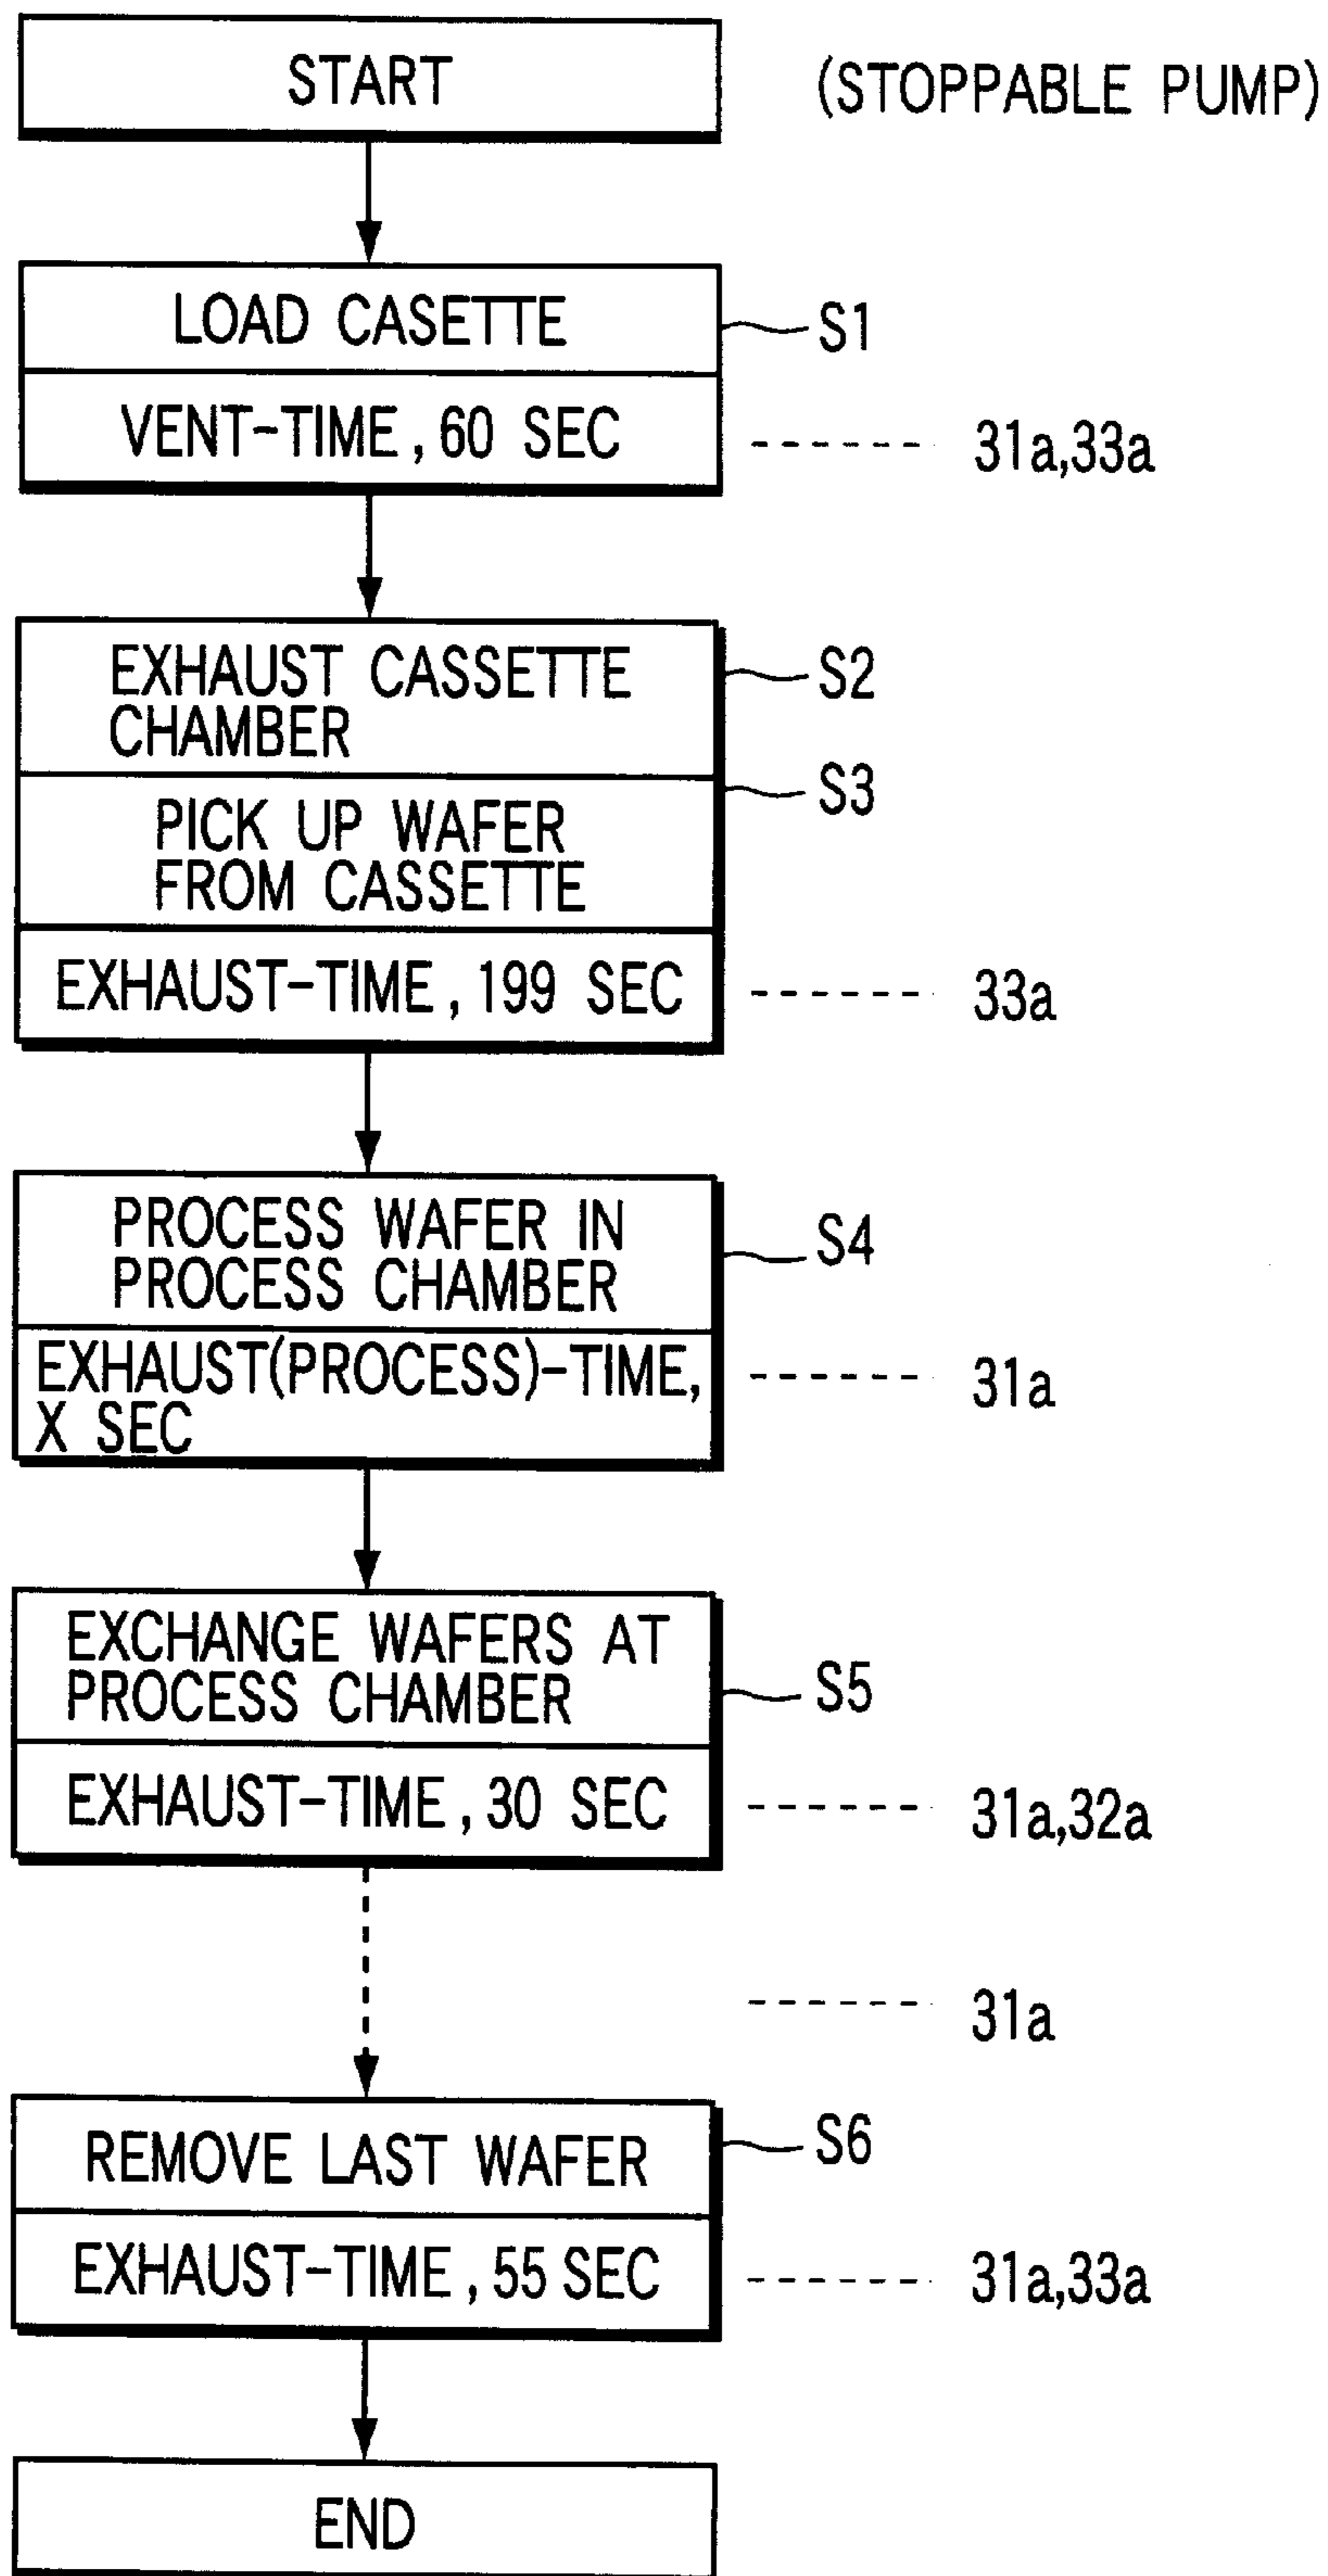 START
(STOPPABLE PUMP)
LOAD CASETTE
S1
VENT-TIME, 60 SEC
31a,33a
EXHAUST CASSETTE
CHAMBER
S2
PICK UP WAFER
FROM CASSETTE
S3
EXHAUST-TIME, 199 SEC
33a
PROCESS WAFER IN
PROCESS CHAMBER
S4
EXHAUST(PROCESS)-TIME,
X SEC
31a
EXCHANGE WAFERS AT
PROCESS CHAMBER
S5
EXHAUST-TIME, 30 SEC
31a,32a
31a
REMOVE LAST WAFER
S6
EXHAUST-TIME, 55 SEC
31a,33a
END